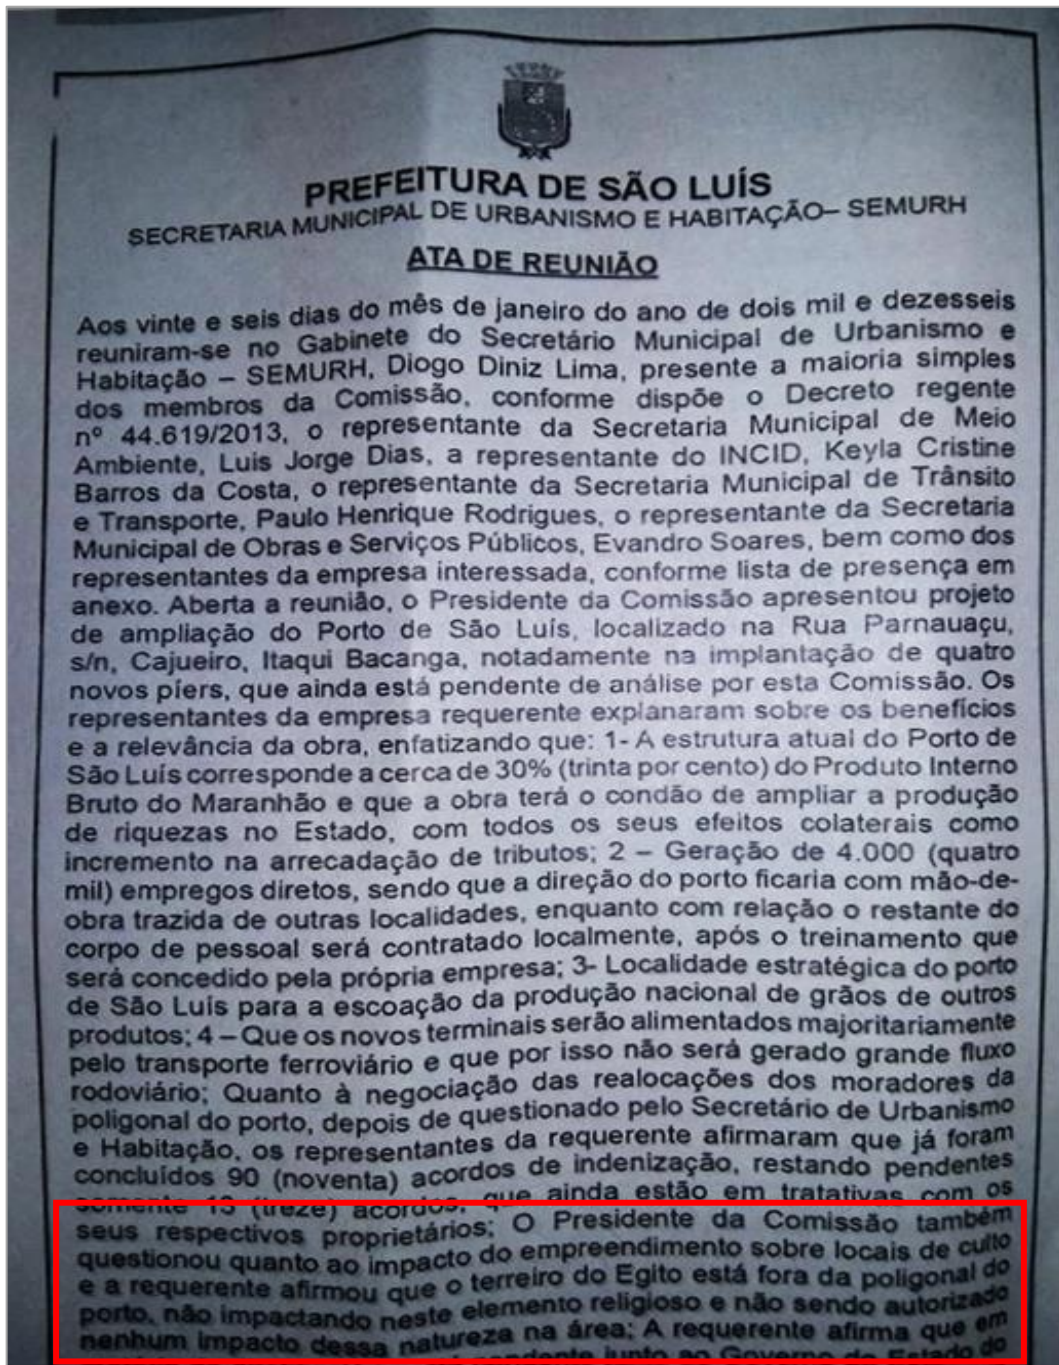 PREFEITURA DE SÃO LUÍS
SECRETARIA MUNICIPAL DE URBANISMO E HABITAÇÃO– SEMURH
ATA DE REUNIÃO
Aos vinte e seis dias do mês de janeiro do ano de dois mil e dezesseis
reuniram-se no Gabinete do Secretário Municipal de Urbanismo e
Habitação – SEMURH, Diogo Diniz Lima, presente a maioria simples
dos membros da Comissão, conforme dispõe o Decreto regente
nº 44.619/2013, o representante da Secretaria Municipal de Meio
Ambiente, Luis Jorge Dias, a representante do INCID, Keyla Cristine
Barros da Costa, o representante da Secretaria Municipal de Trânsito
e Transporte, Paulo Henrique Rodrigues, o representante da Secretaria
Municipal de Obras e Serviços Públicos, Evandro Soares, bem como dos
representantes da empresa interessada, conforme lista de presença em
anexo. Aberta a reunião, o Presidente da Comissão apresentou projeto
de ampliação do Porto de São Luís, localizado na Rua Parnauaçu,
s/n, Cajueiro, Itaqui Bacanga, notadamente na implantação de quatro
novos píers, que ainda está pendente de análise por esta Comissão. Os
representantes da empresa requerente explanaram sobre os benefícios
e a relevância da obra, enfatizando que: 1- A estrutura atual do Porto de
São Luís corresponde a cerca de 30% (trinta por cento) do Produto Interno
Bruto do Maranhão e que a obra terá o condão de ampliar a produção
de riquezas no Estado, com todos os seus efeitos colaterais como
incremento na arrecadação de tributos; 2 – Geração de 4.000 (quatro
mil) empregos diretos, sendo que a direção do porto ficaria com mão-de-
obra trazida de outras localidades, enquanto com relação o restante do
corpo de pessoal será contratado localmente, após o treinamento que
será concedido pela própria empresa; 3- Localidade estratégica do porto
de São Luís para a escoação da produção nacional de grãos de outros
produtos; 4 – Que os novos terminais serão alimentados majoritariamente
pelo transporte ferroviário e que por isso não será gerado grande fluxo
rodoviário; Quanto à negociação das realocações dos moradores da
poligonal do porto, depois de questionado pelo Secretário de Urbanismo
e Habitação, os representantes da requerente afirmaram que já foram
concluídos 90 (noventa) acordos de indenização, restando pendentes
somente 13 (treze) acordos, que ainda estão em tratativas com os
seus respectivos proprietários; O Presidente da Comissão também
questionou quanto ao impacto do empreendimento sobre locais de culto
e a requerente afirmou que o terreiro do Egito está fora da poligonal do
porto, não impactando neste elemento religioso e não sendo autorizado
nenhum impacto dessa natureza na área; A requerente afirma que em
junto ao Governo do Estado do